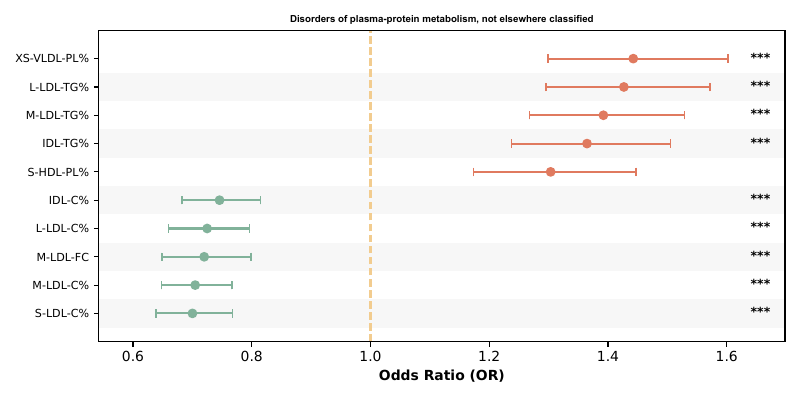 Disorders of plasma-protein metabolism, not elsewhere classified
XS-VLDL-PL% ***
L-LDL-TG% ***
M-LDL-TG% ***
IDL-TG% ***
S-HDL-PL% ***
IDL-C% ***
L-LDL-C% ***
M-LDL-FC ***
M-LDL-C% ***
S-LDL-C% ***
0.6 0.8 1.0 1.2 1.4 1.6
Odds Ratio (OR)